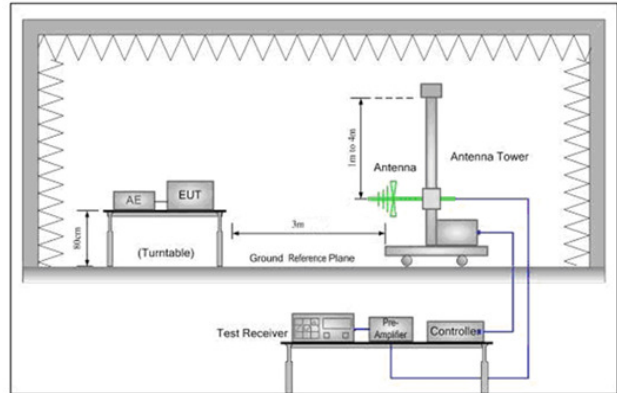 1m to 4m
Antenna
Antenna Tower
AE
EUT
80cm
(Turntable)
3m
Ground Reference Plane
Test Receiver
Pre-
Amplifier
Controller